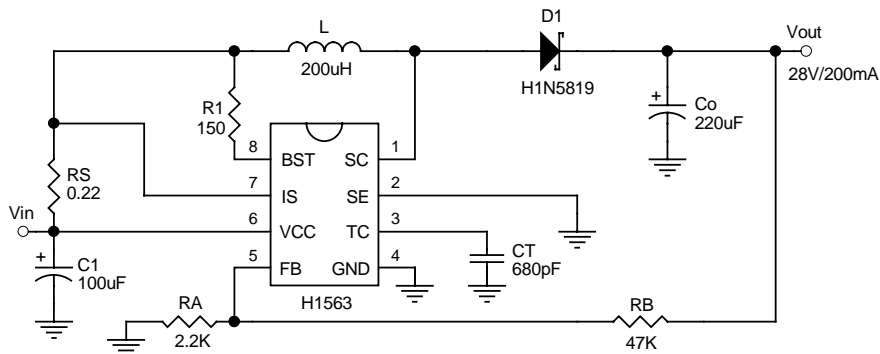 L
200uH
D1
H1N5819
Vout
28V/200mA
R1
150
Co
220uF
+
8 BST SC 1
7 IS SE 2
6 VCC TC 3
5 FB GND 4
H1563
RS
0.22
Vin
+
C1
100uF
CT
680pF
RA
2.2K
RB
47K